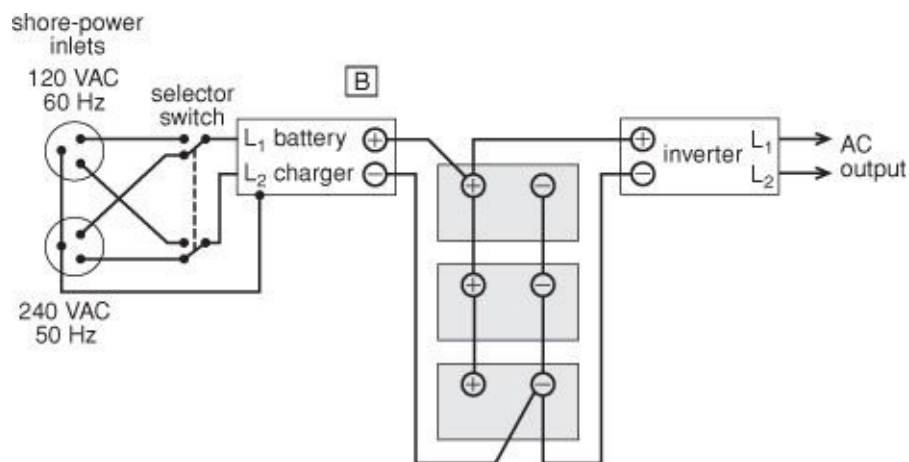 shore-power
inlets
120 VAC
60 Hz
selector
switch
B
L₁ battery +
L₂ charger −
+ −
+ −
+ −
+
−
inverter
L₁
L₂
AC
output
240 VAC
50 Hz